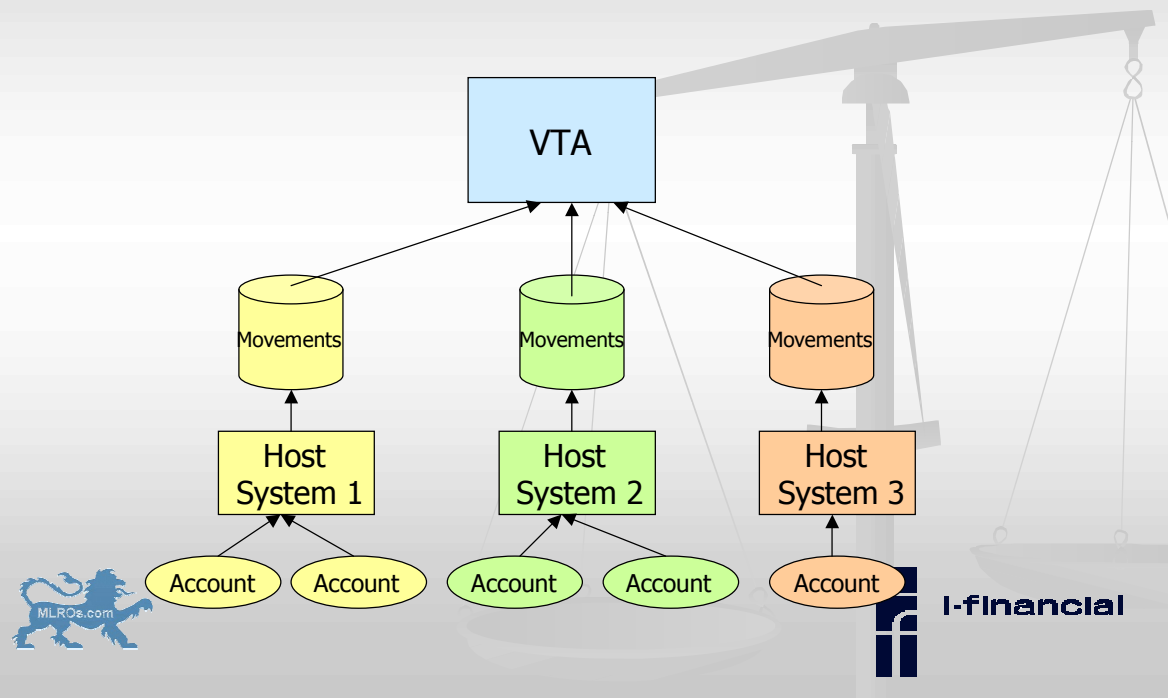 VTA
Movements
Movements
Movements
Host
System 1
Host
System 2
Host
System 3
Account
Account
Account
Account
Account
MLROs.com
I-fInancIal